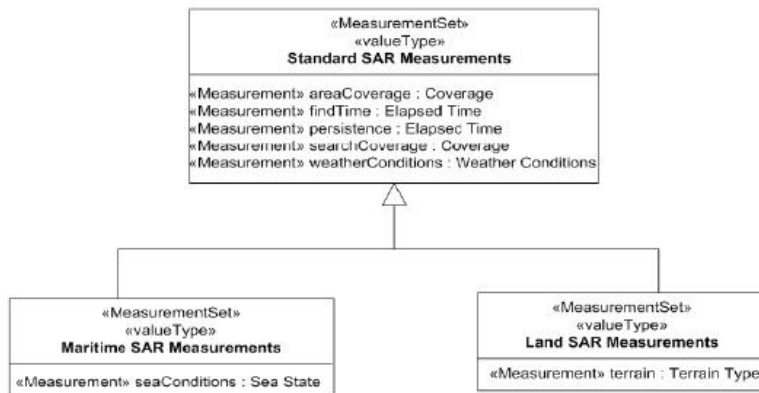 «MeasurementSet»
«valueType»
Standard SAR Measurements
«Measurement» areaCoverage : Coverage
«Measurement» findTime : Elapsed Time
«Measurement» persistence : Elapsed Time
«Measurement» searchCoverage : Coverage
«Measurement» weatherConditions : Weather Conditions
«MeasurementSet»
«valueType»
Maritime SAR Measurements
«Measurement» seaConditions : Sea State
«MeasurementSet»
«valueType»
Land SAR Measurements
«Measurement» terrain : Terrain Type